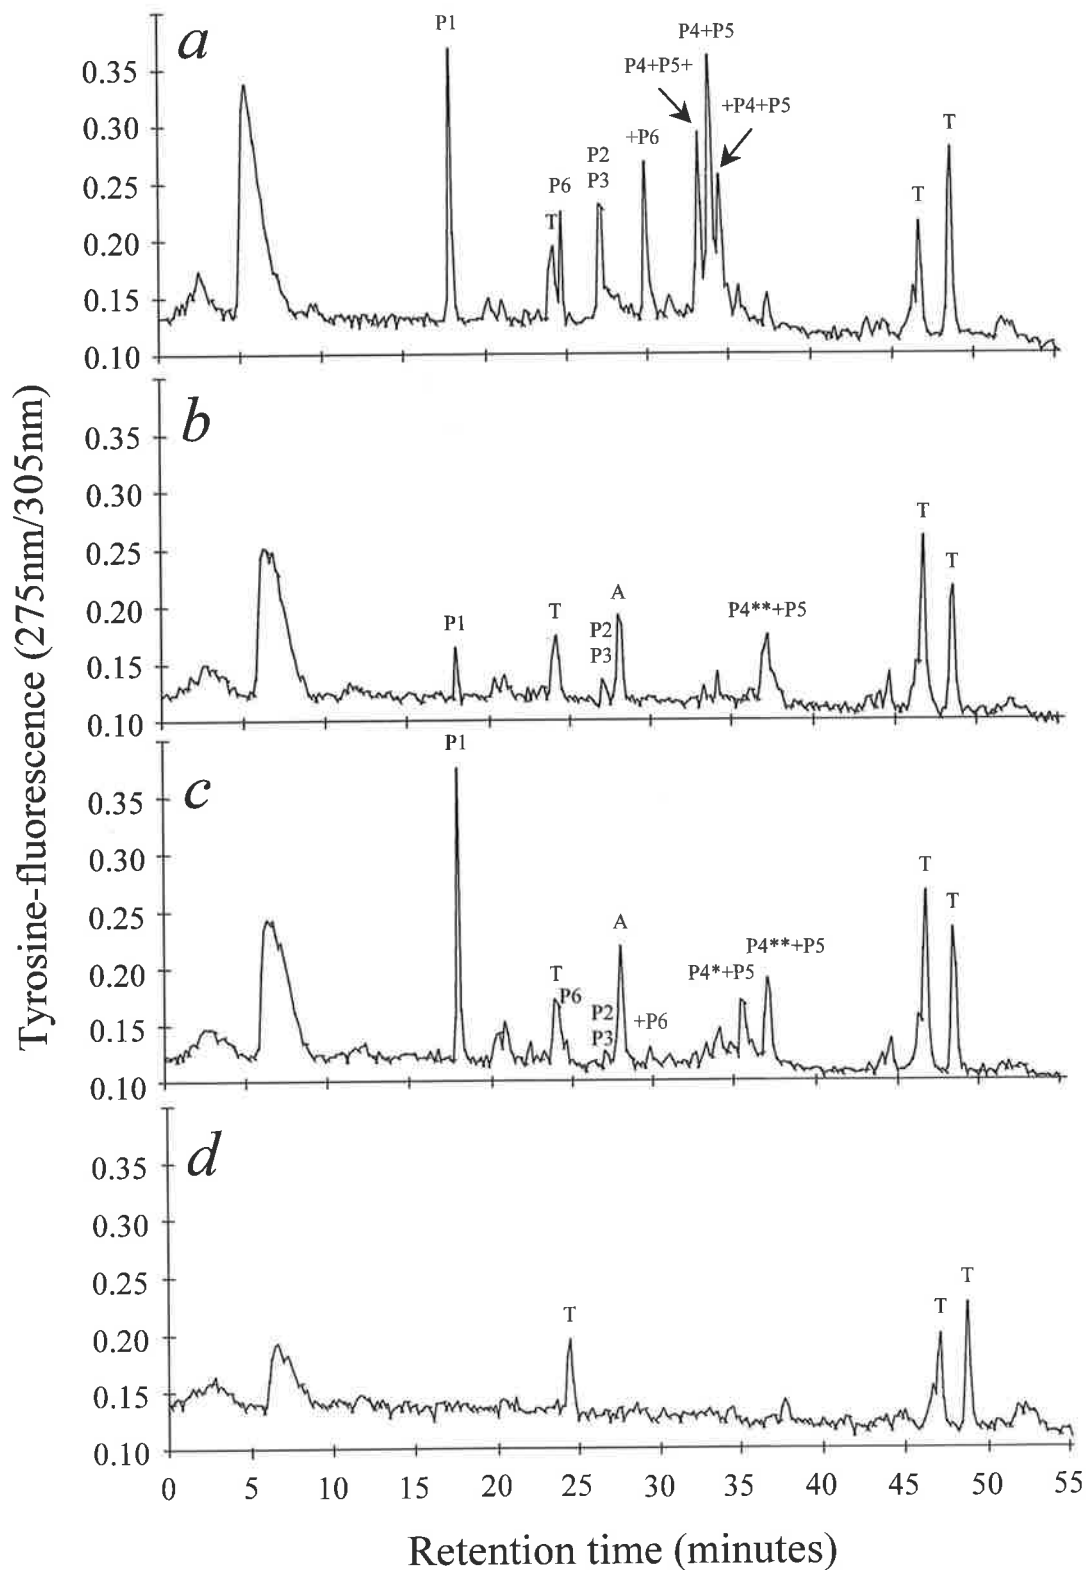 Tyrosine-fluorescence (275nm/305nm)
a
P1
P4+P5
P4+P5+
+P4+P5
+P6
P2
P3
P6
T
T
T
0.35
0.30
0.25
0.20
0.15
0.10
b
P1
T
P2
P3
A
P4**+P5
T
T
0.35
0.30
0.25
0.20
0.15
0.10
c
P1
T
P6
P2
P3
A
+P6
P4*+P5
P4**+P5
T
T
0.35
0.30
0.25
0.20
0.15
0.10
d
T
T
T
0.35
0.30
0.25
0.20
0.15
0.10
0 5 10 15 20 25 30 35 40 45 50 55
Retention time (minutes)